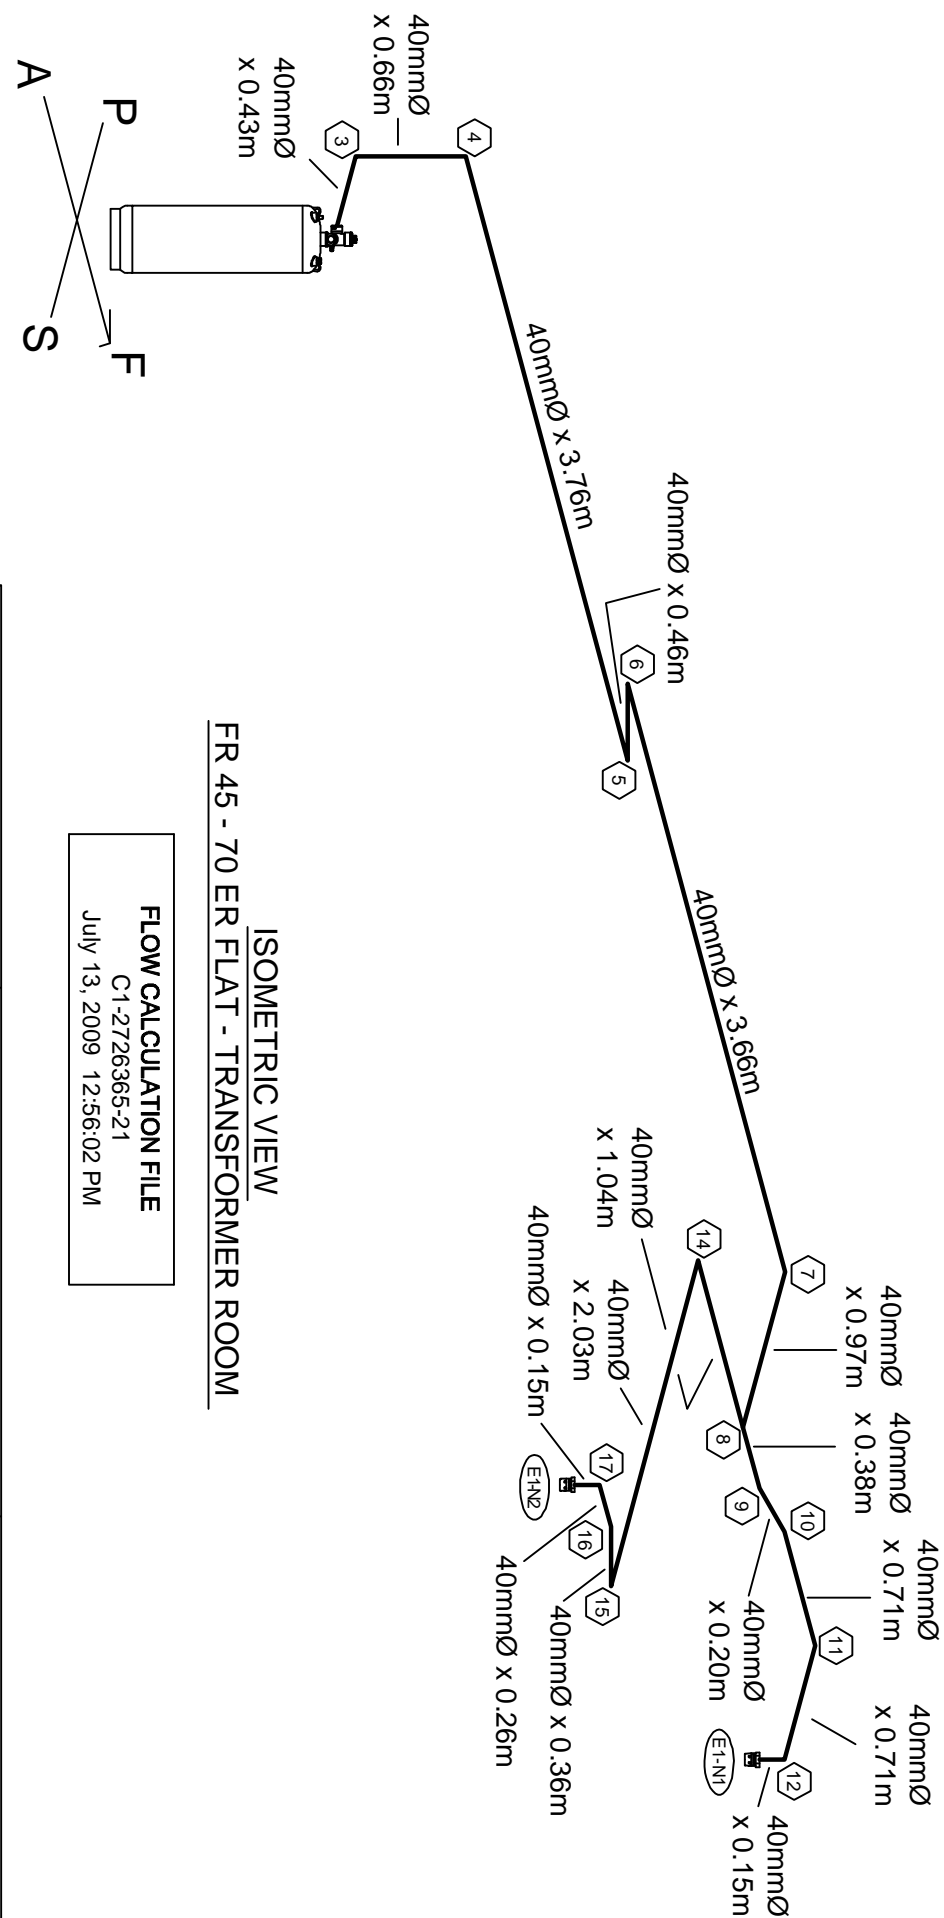 40mmØ
x 0.43m
40mmØ
x 0.66m
3
4
A
P
S
F
40mmØ x 3.76m
40mmØ x 0.46m
6
5
40mmØ x 3.66m
7
40mmØ
x 0.97m
8
40mmØ
x 0.38m
9
10
40mmØ
x 0.20m
40mmØ
x 0.71m
11
40mmØ
x 0.71m
12
40mmØ
x 0.15m
E1-N1
14
40mmØ
x 1.04m
40mmØ
x 2.03m
15
40mmØ x 0.36m
16
40mmØ x 0.26m
17
40mmØ x 0.15m
E1-N2
ISOMETRIC VIEW
FR 45 - 70 ER FLAT - TRANSFORMER ROOM
FLOW CALCULATION FILE
C1-2726365-21
July 13, 2009 12:56:02 PM